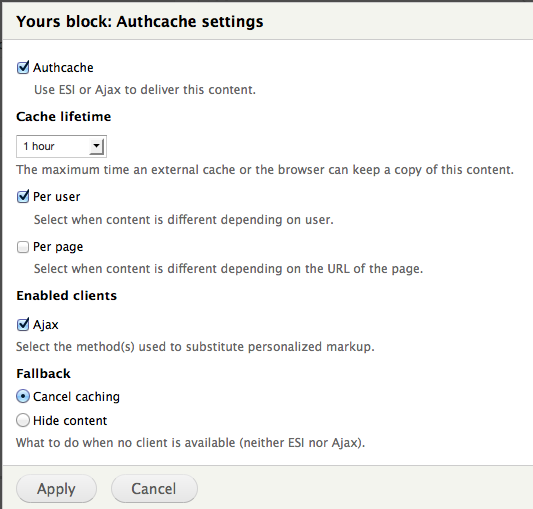 Yours block: Authcache settings
Authcache
Use ESI or Ajax to deliver this content.
Cache lifetime
1 hour
The maximum time an external cache or the browser can keep a copy of this content.
Per user
Select when content is different depending on user.
Per page
Select when content is different depending on the URL of the page.
Enabled clients
Ajax
Select the method(s) used to substitute personalized markup.
Fallback
Cancel caching
Hide content
What to do when no client is available (neither ESI nor Ajax).
Apply Cancel